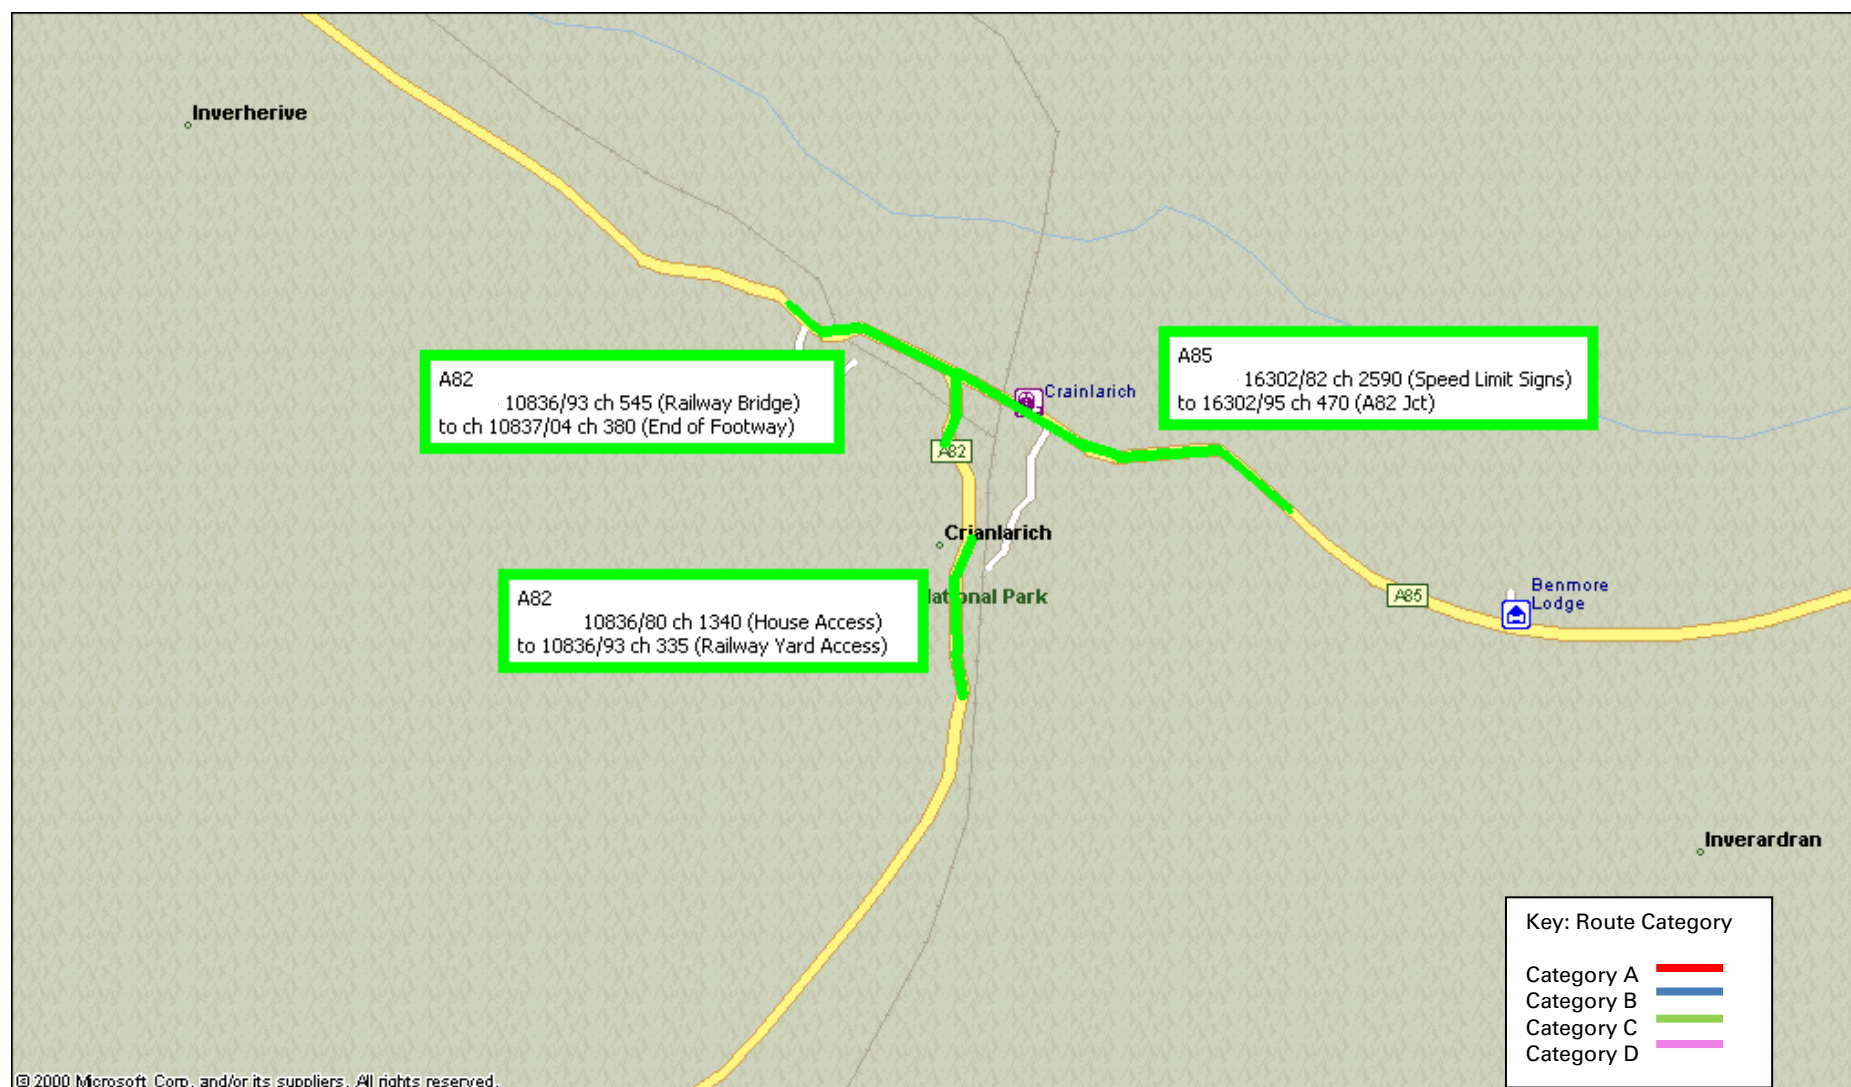 Inverherive
A82
10836/93 ch 545 (Railway Bridge)
to ch 10837/04 ch 380 (End of Footway)
Crainlarich
A85
16302/82 ch 2590 (Speed Limit Signs)
to 16302/95 ch 470 (A82 Jct)
A82
Crianlarich
National Park
A82
10836/80 ch 1340 (House Access)
to 10836/93 ch 335 (Railway Yard Access)
A85
Benmore
Lodge
Inverardran
Key: Route Category
Category A
Category B
Category C
Category D
© 2000 Microsoft Corp. and/or its suppliers. All rights reserved.